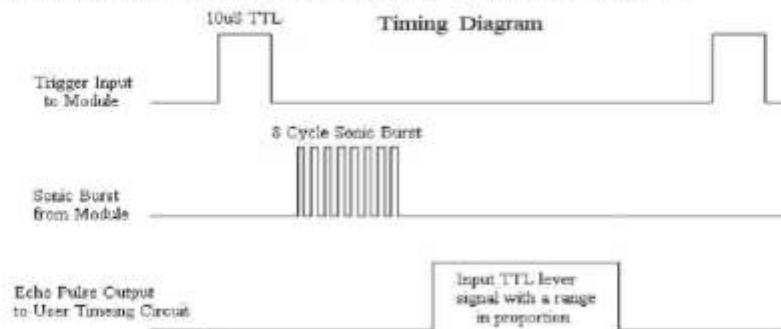 10uS TTL
Timing Diagram
Trigger Input
to Module
8 Cycle Sonic Burst
Sonic Burst
from Module
Echo Pulse Output
to User Timeing Circuit
Input TTL lever
signal with a range
in proportion